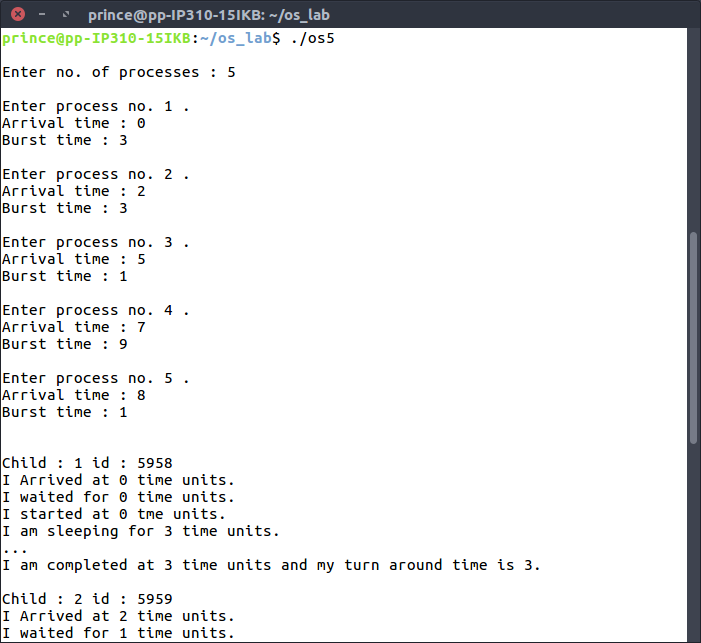 prince@pp-IP310-15IKB: ~/os_lab
prince@pp-IP310-15IKB:~/os_lab$ ./os5
Enter no. of processes : 5
Enter process no. 1 .
Arrival time : 0
Burst time : 3
Enter process no. 2 .
Arrival time : 2
Burst time : 3
Enter process no. 3 .
Arrival time : 5
Burst time : 1
Enter process no. 4 .
Arrival time : 7
Burst time : 9
Enter process no. 5 .
Arrival time : 8
Burst time : 1
Child : 1 id : 5958
I Arrived at 0 time units.
I waited for 0 time units.
I started at 0 tme units.
I am sleeping for 3 time units.
...
I am completed at 3 time units and my turn around time is 3.
Child : 2 id : 5959
I Arrived at 2 time units.
I waited for 1 time units.